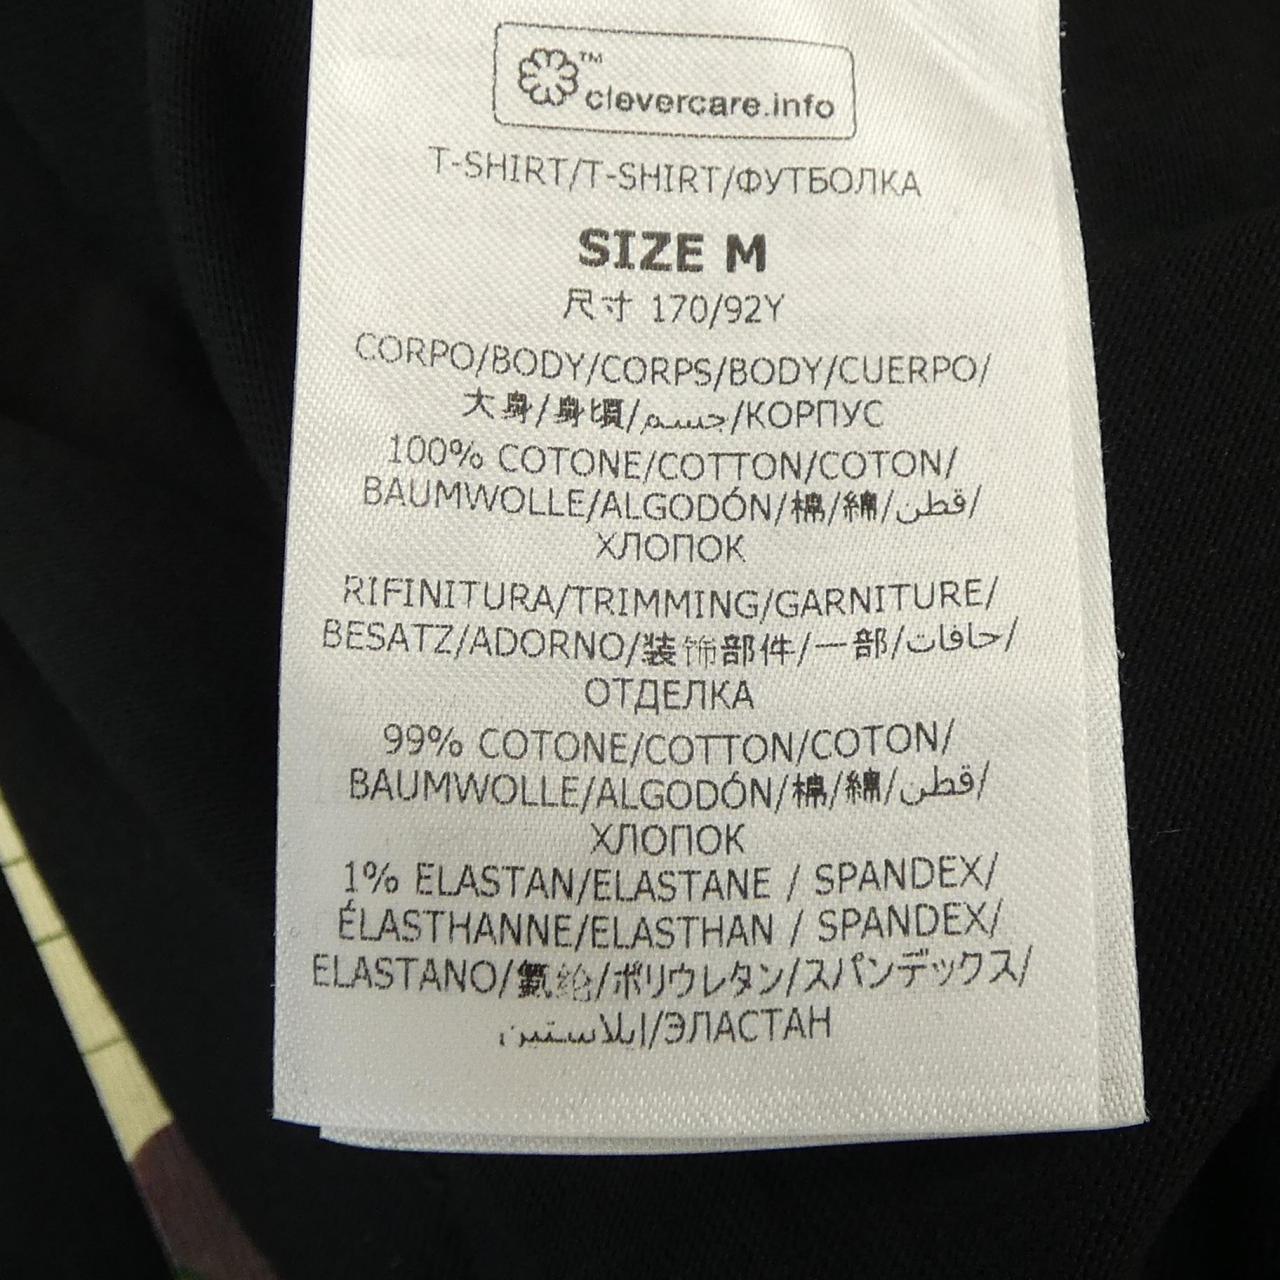 ™
clevercare.info
T-SHIRT/T-SHIRT/ФУТБОЛКА
SIZE M
尺寸 170/92Y
CORPO/BODY/CORPS/BODY/CUERPO/
大身/身頃/جسم/КОРПУС
100% COTONE/COTTON/COTON/
BAUMWOLLE/ALGODÓN/棉/綿/قطن/
ХЛОПОК
RIFINITURA/TRIMMING/GARNITURE/
BESATZ/ADORNO/装饰部件/一部/حافات/
ОТДЕЛКА
99% COTONE/COTTON/COTON/
BAUMWOLLE/ALGODÓN/棉/綿/قطن/
ХЛОПОК
1% ELASTAN/ELASTANE / SPANDEX/
ÉLASTHANNE/ELASTHAN / SPANDEX/
ELASTANO/氨纶/ポリウレタン/スパンデックス/
إيلاستين/ЭЛАСТАН